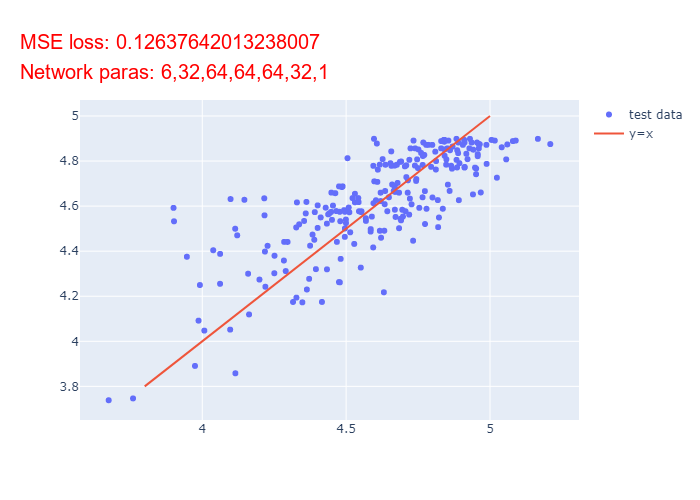 MSE loss: 0.12637642013238007
Network paras: 6,32,64,64,64,32,1
test data
y=x
5
4.8
4.6
4.4
4.2
4
3.8
4
4.5
5